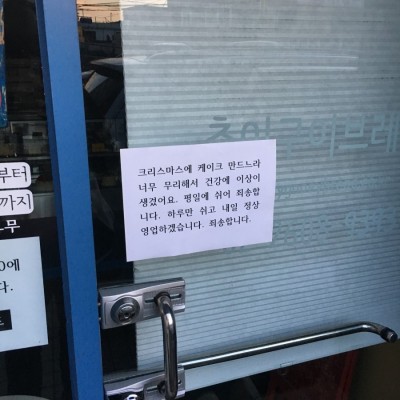 크리스마스에 케이크 만드느라
너무 무리해서 건강에 이상이
생겼어요. 평일에 쉬어 죄송합
니다. 하루만 쉬고 내일 정상
영업하겠습니다. 죄송합니다.
부터
까지
무
0에
다.